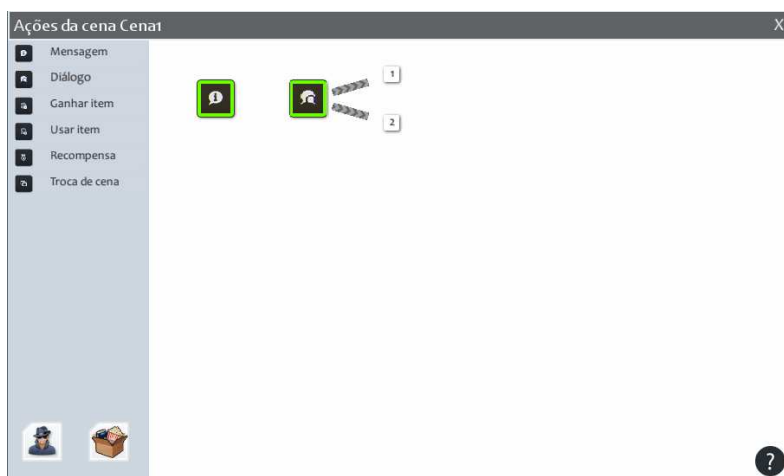 Ações da cena Cena1
X
Mensagem
Diálogo
Ganhar item
Usar item
Recompensa
Troca de cena
1
2
?